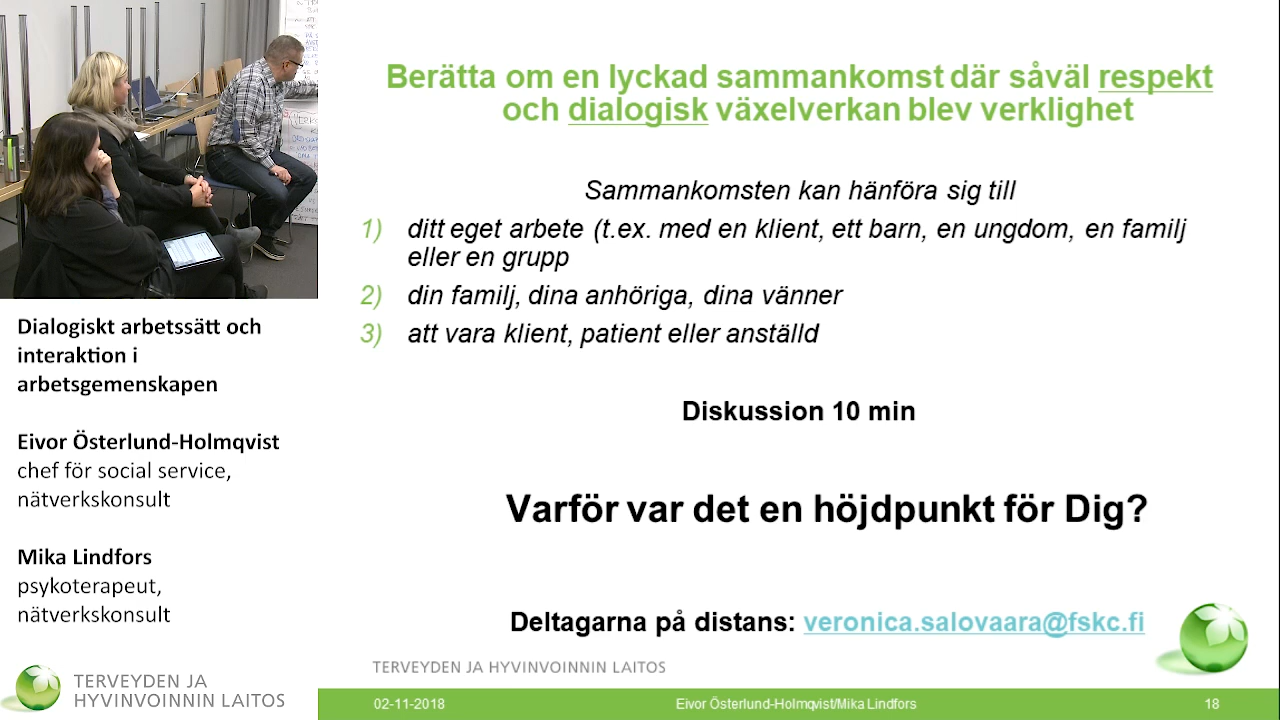 Dialogiskt arbetssätt och
interaktion i
arbetsgemenskapen
Eivor Österlund-Holmqvist
chef för social service,
nätverkskonsult
Mika Lindfors
psykoterapeut,
nätverkskonsult
TERVEYDEN JA
HYVINVOINNIN LAITOS
Berätta om en lyckad sammankomst där såväl respekt
och dialogisk växelverkan blev verklighet
Sammankomsten kan hänföra sig till
1) ditt eget arbete (t.ex. med en klient, ett barn, en ungdom, en familj
eller en grupp
2) din familj, dina anhöriga, dina vänner
3) att vara klient, patient eller anställd
Diskussion 10 min
Varför var det en höjdpunkt för Dig?
Deltagarna på distans: veronica.salovaara@fskc.fi
TERVEYDEN JA HYVINVOINNIN LAITOS
02-11-2018 Eivor Österlund-Holmqvist/Mika Lindfors 18